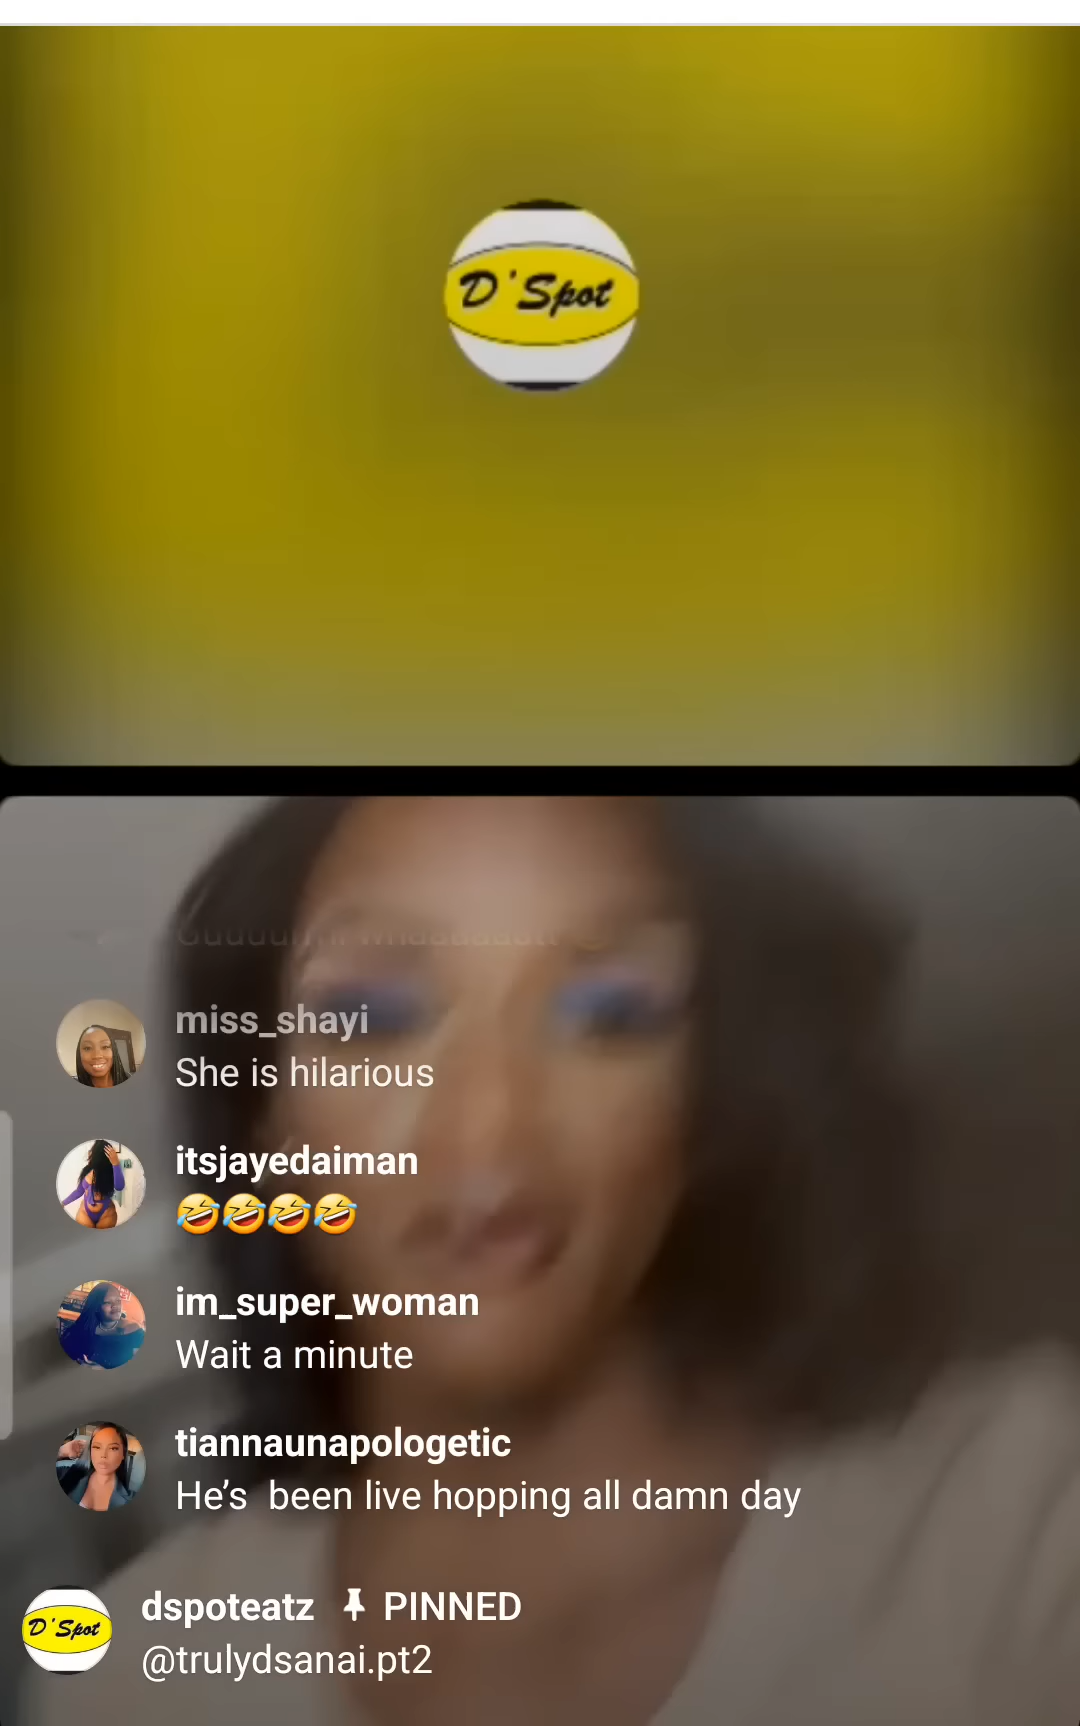 D'Spot
miss_shayi
She is hilarious
itsjayedaiman
🤣🤣🤣🤣
im_super_woman
Wait a minute
tiannaunapologetic
He’s  been live hopping all damn day
D'Spot
dspoteatz PINNED
@trulydsanai.pt2